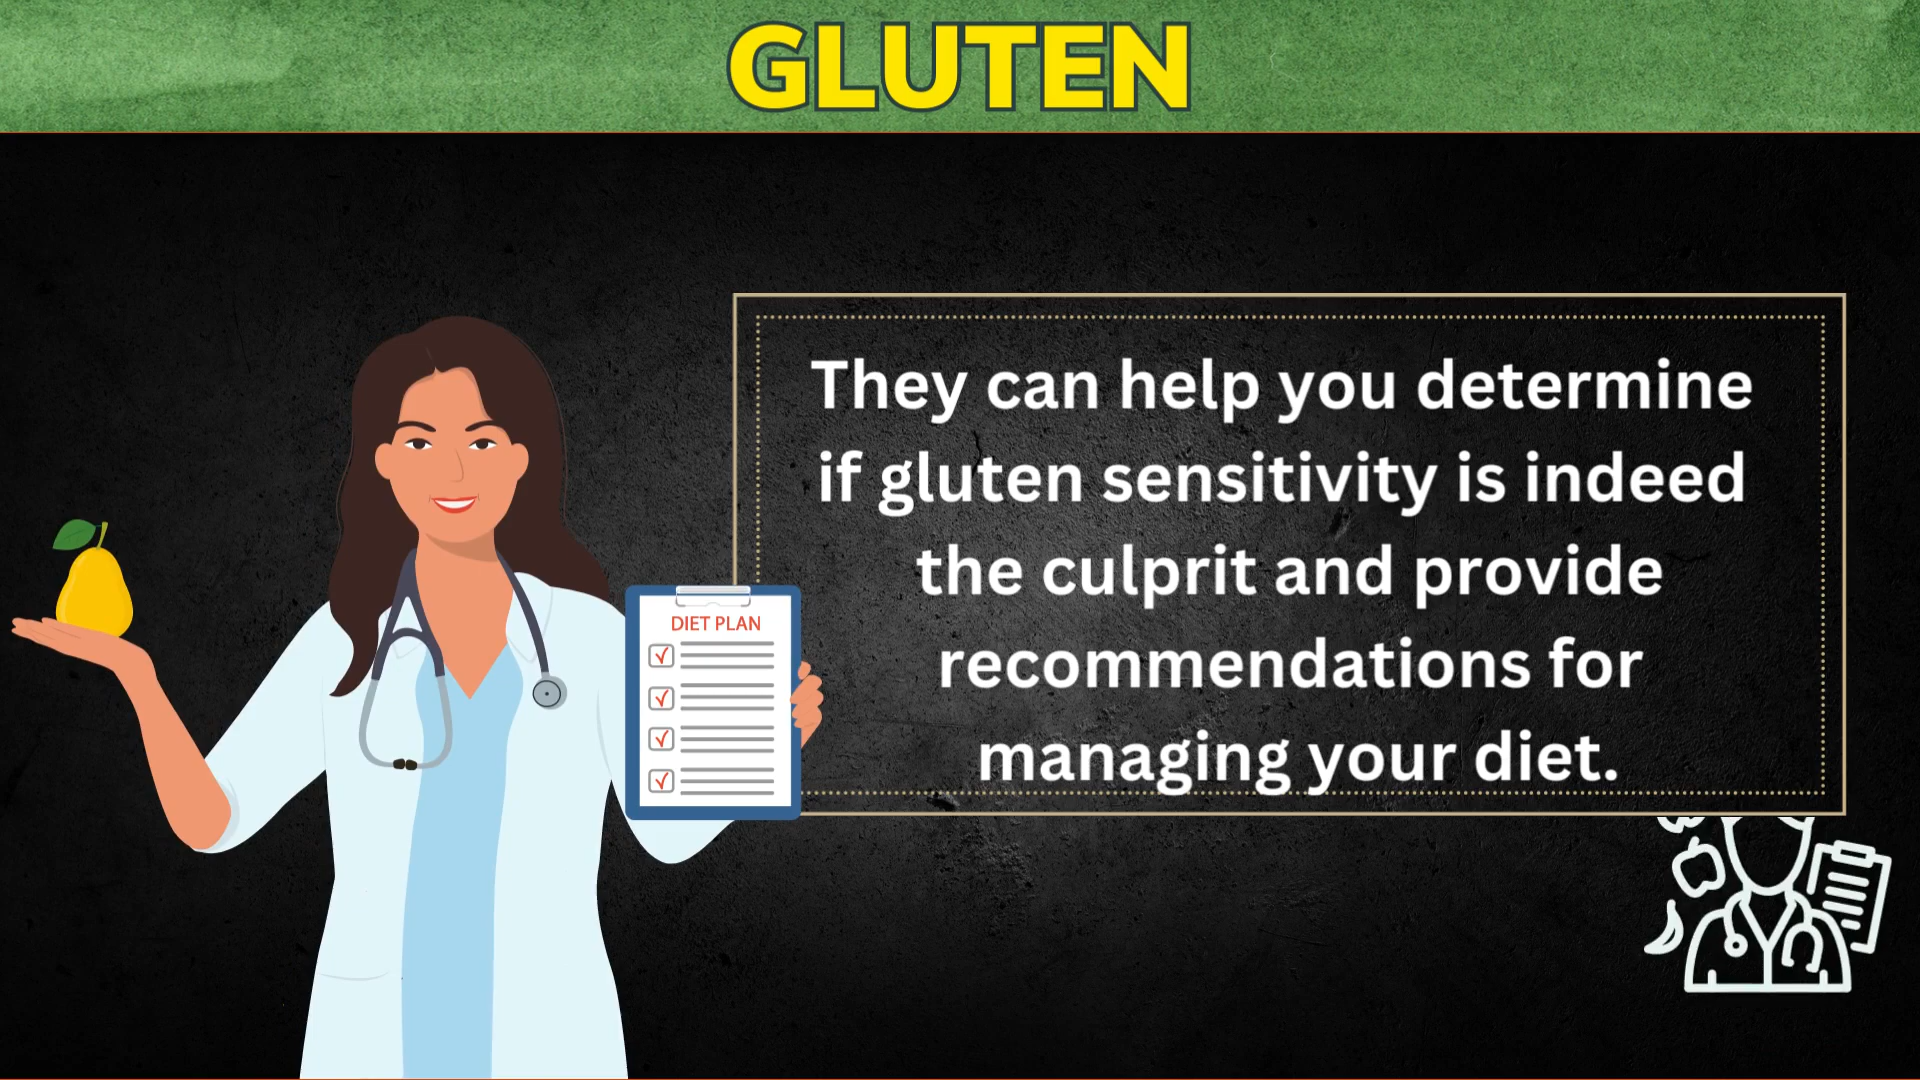 GLUTEN
They can help you determine
if gluten sensitivity is indeed
the culprit and provide
recommendations for
managing your diet.
DIET PLAN